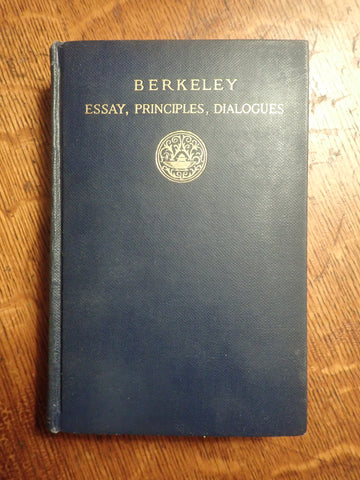 BERKELEY
ESSAY, PRINCIPLES, DIALOGUES